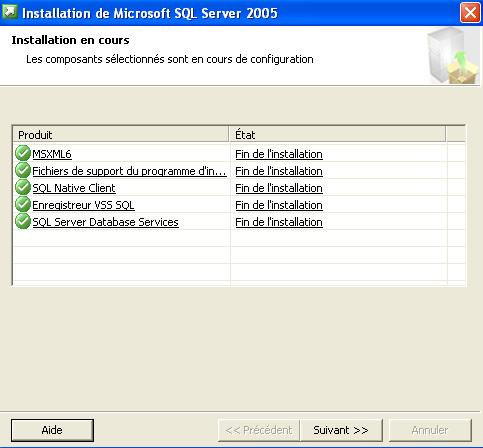 Installation de Microsoft SQL Server 2005
Installation en cours
Les composants sélectionnés sont en cours de configuration
Produit État
MSXML6 Fin de l'installation
Fichiers de support du programme d'in... Fin de l'installation
SQL Native Client Fin de l'installation
Enregistreur VSS SQL Fin de l'installation
SQL Server Database Services Fin de l'installation
Aide << Précédent Suivant >> Annuler